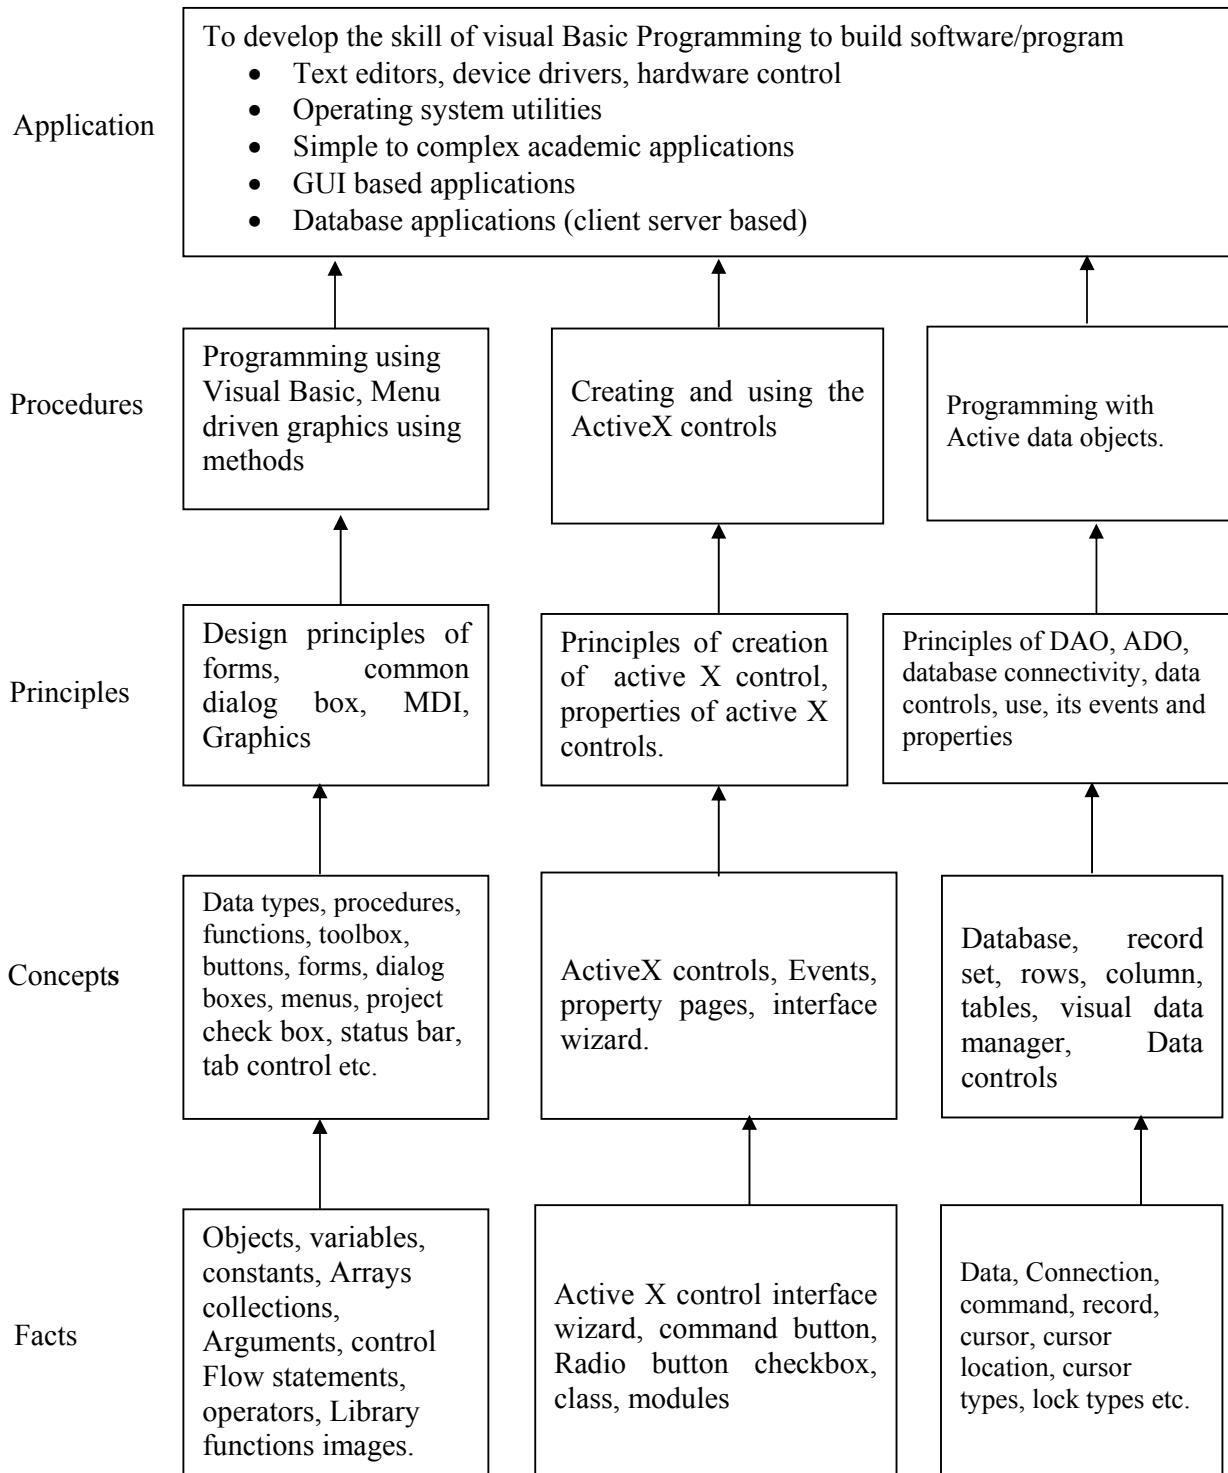 To develop the skill of visual Basic Programming to build software/program
• Text editors, device drivers, hardware control
• Operating system utilities
• Simple to complex academic applications
• GUI based applications
• Database applications (client server based)
Application
Programming using
Visual Basic, Menu
driven graphics using
methods
Creating and using the
ActiveX controls
Programming with
Active data objects.
Procedures
Design principles of
forms, common
dialog box, MDI,
Graphics
Principles of creation
of active X control,
properties of active X
controls.
Principles of DAO, ADO,
database connectivity, data
controls, use, its events and
properties
Principles
Data types, procedures,
functions, toolbox,
buttons, forms, dialog
boxes, menus, project
check box, status bar,
tab control etc.
ActiveX controls, Events,
property pages, interface
wizard.
Database, record
set, rows, column,
tables, visual data
manager, Data
controls
Concepts
Objects, variables,
constants, Arrays
collections,
Arguments, control
Flow statements,
operators, Library
functions images.
Active X control interface
wizard, command button,
Radio button checkbox,
class, modules
Data, Connection,
command, record,
cursor, cursor
location, cursor
types, lock types etc.
Facts